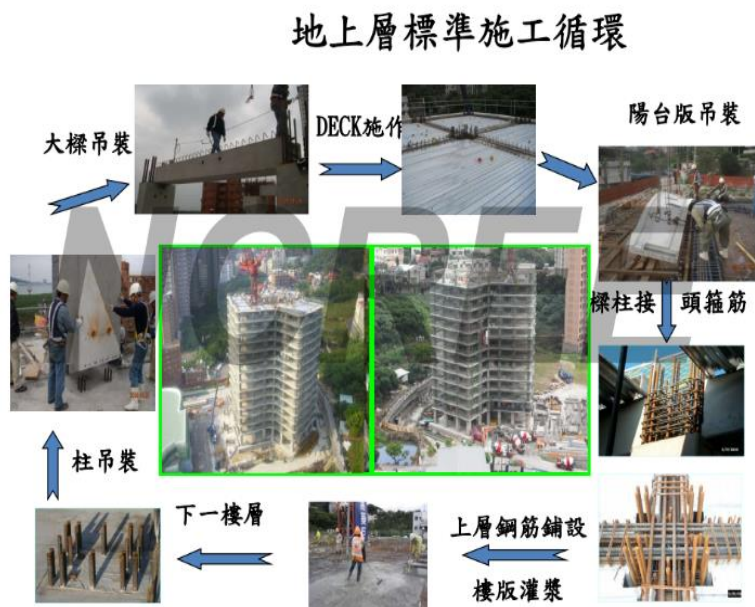 地上層標準施工循環
大樑吊裝
DECK施作
陽台版吊裝
樑柱接 頭箍筋
NCREE
柱吊裝
下一樓層
上層鋼筋鋪設
樓版灌漿